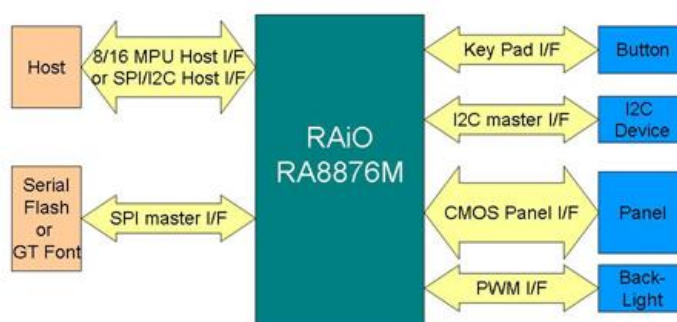 Host
8/16 MPU Host I/F
or SPI/I2C Host I/F
Serial
Flash
or
GT Font
SPI master I/F
RAiO
RA8876M
Key Pad I/F
Button
I2C master I/F
I2C
Device
CMOS Panel I/F
Panel
PWM I/F
Back-
Light